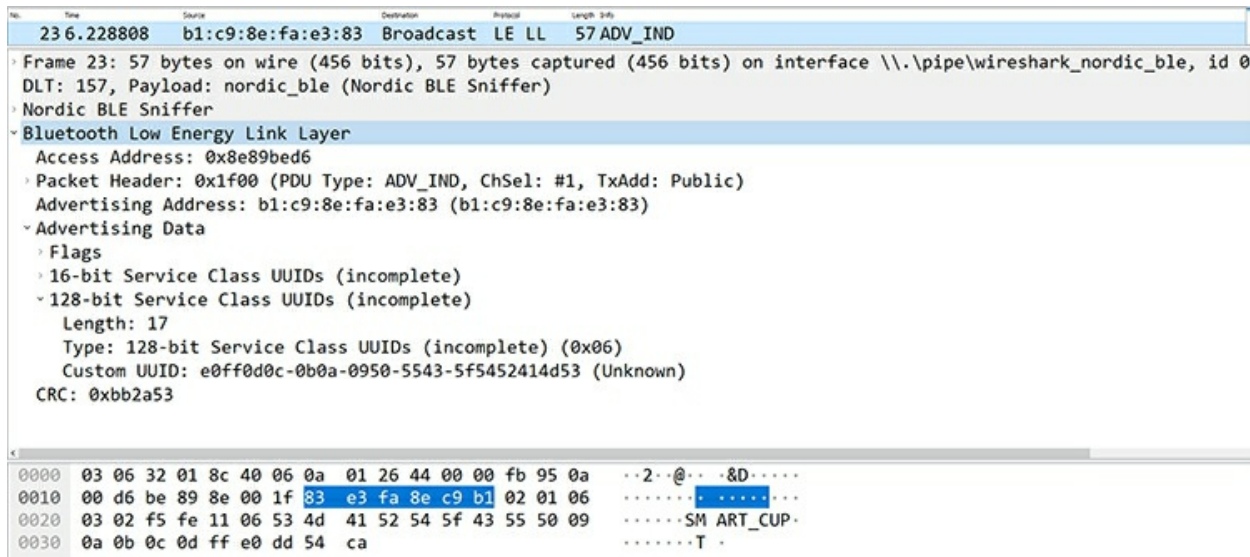 No. Time Source Destination Protocol Length Info
23 6.228808 b1:c9:8e:fa:e3:83 Broadcast LE LL 57 ADV_IND
Frame 23: 57 bytes on wire (456 bits), 57 bytes captured (456 bits) on interface \\.\pipe\wireshark_nordic_ble, id 0
DLT: 157, Payload: nordic_ble (Nordic BLE Sniffer)
Nordic BLE Sniffer
Bluetooth Low Energy Link Layer
Access Address: 0x8e89bed6
Packet Header: 0x1f00 (PDU Type: ADV_IND, ChSel: #1, TxAdd: Public)
Advertising Address: b1:c9:8e:fa:e3:83 (b1:c9:8e:fa:e3:83)
Advertising Data
Flags
16-bit Service Class UUIDs (incomplete)
128-bit Service Class UUIDs (incomplete)
Length: 17
Type: 128-bit Service Class UUIDs (incomplete) (0x06)
Custom UUID: e0ff0d0c-0b0a-0950-5543-5f5452414d53 (Unknown)
CRC: 0xbb2a53
0000 03 06 32 01 8c 40 06 0a 01 26 44 00 00 fb 95 0a ··2··@·· ·&D·····
0010 00 d6 be 89 8e 00 1f 83 e3 fa 8e c9 b1 02 01 06 ········ ········
0020 03 02 f5 fe 11 06 53 4d 41 52 54 5f 43 55 50 09 ······SM ART_CUP·
0030 0a 0b 0c 0d ff e0 dd 54 ca ·······T ·